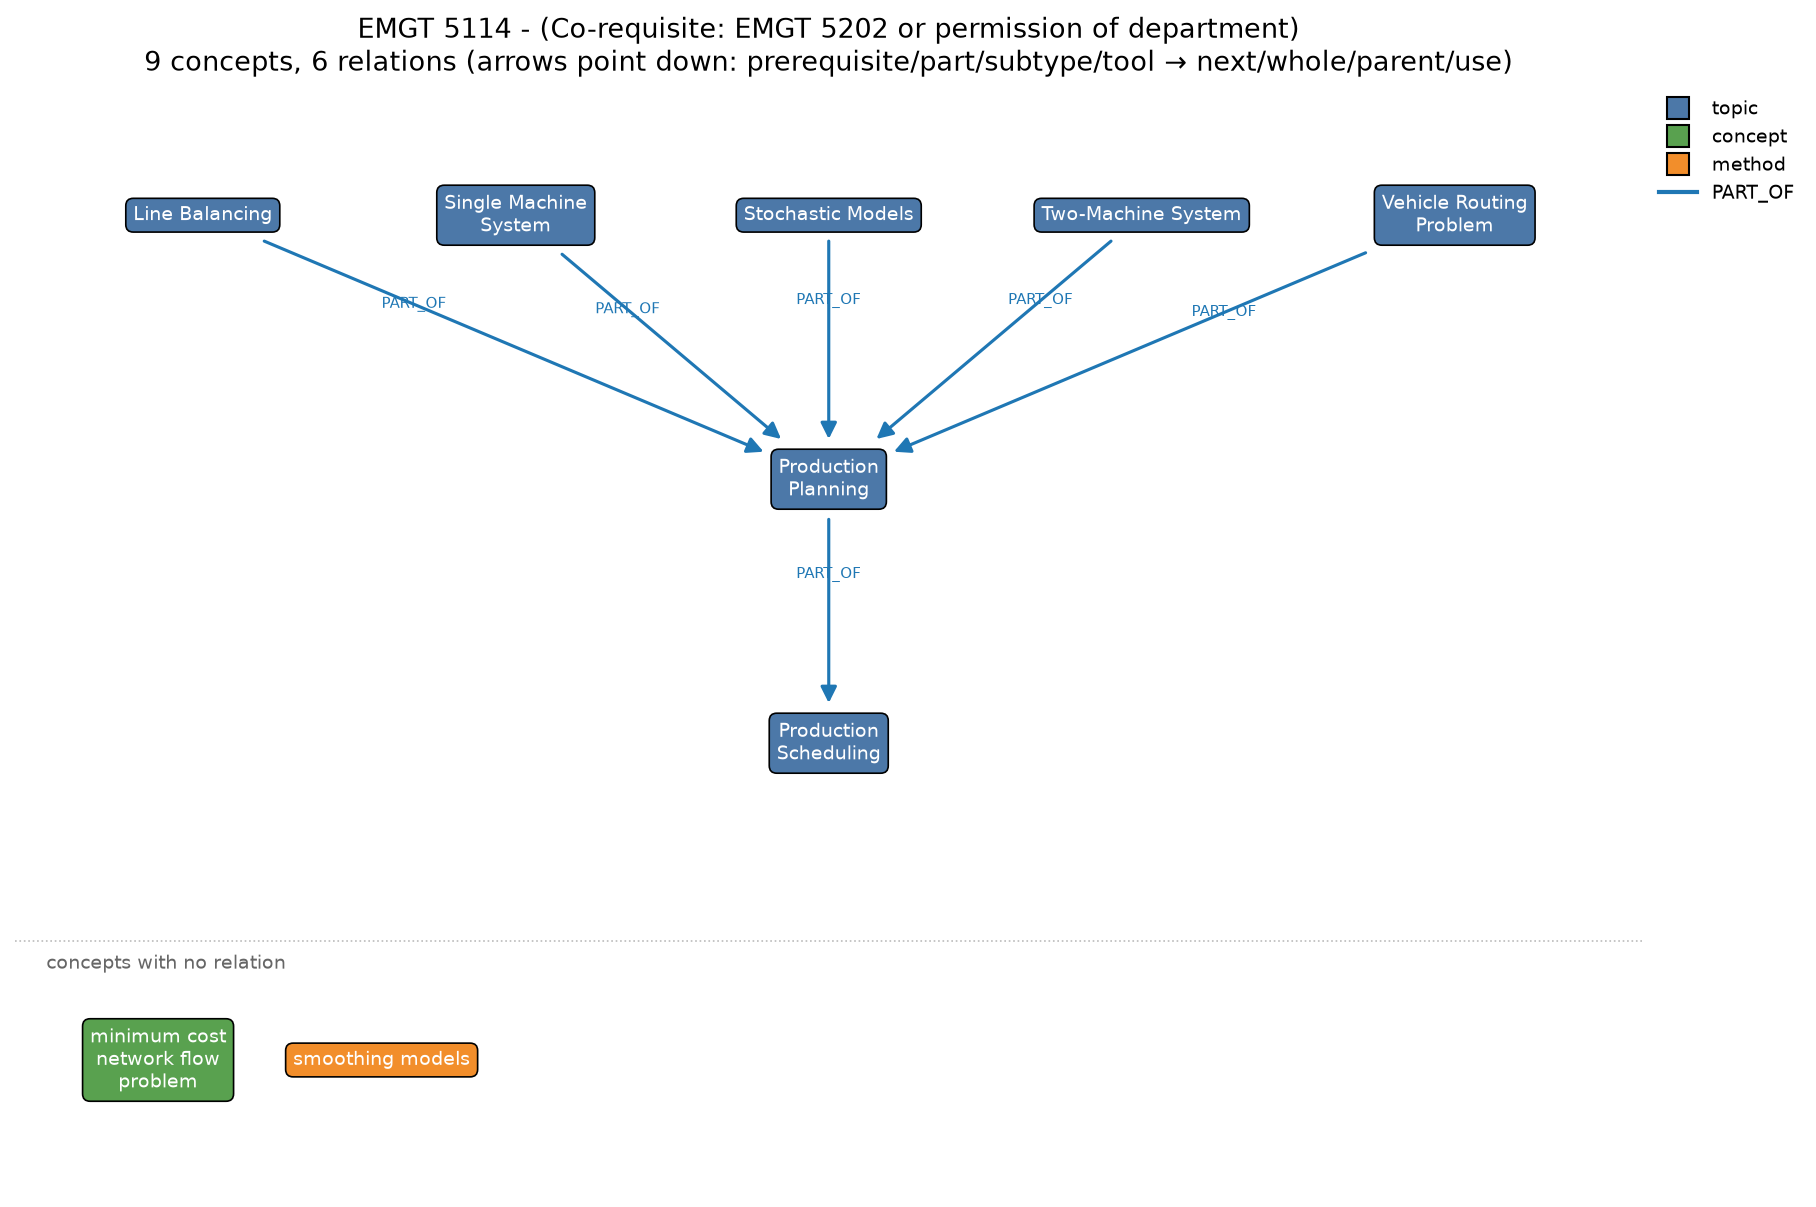 EMGT 5114 - (Co-requisite: EMGT 5202 or permission of department)
9 concepts, 6 relations (arrows point down: prerequisite/part/subtype/tool → next/whole/parent/use)
topic
concept
method
PART_OF
Line Balancing
Single Machine
System
Stochastic Models
Two-Machine System
Vehicle Routing
Problem
PART_OF
PART_OF
PART_OF
PART_OF
PART_OF
Production
Planning
PART_OF
Production
Scheduling
concepts with no relation
minimum cost
network flow
problem
smoothing models